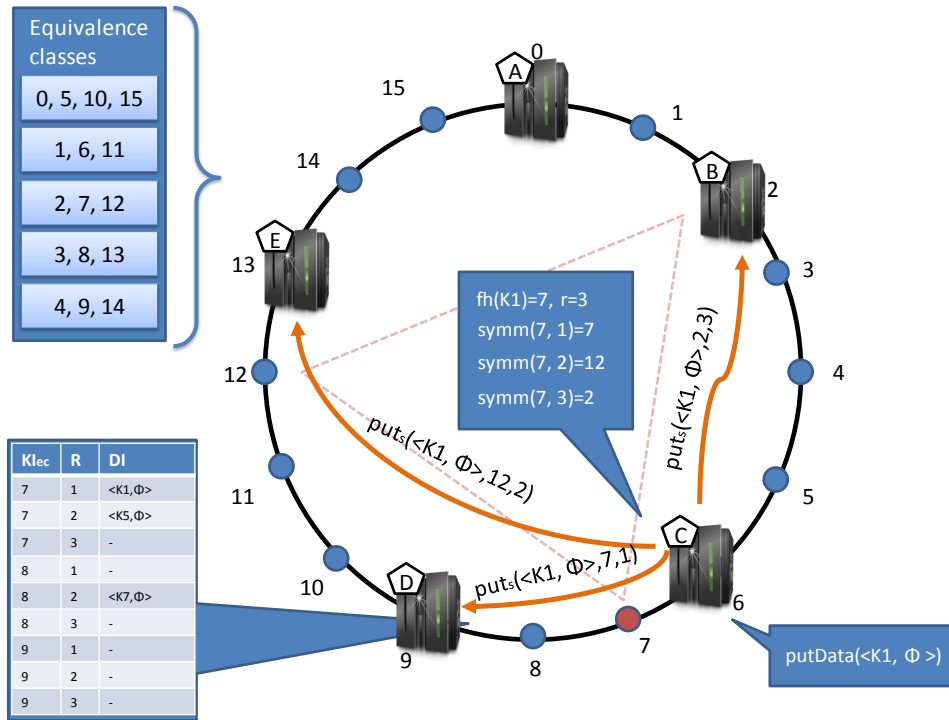 Equivalence
classes
0, 5, 10, 15
1, 6, 11
2, 7, 12
3, 8, 13
4, 9, 14
A
0
15
1
14
B
2
E
13
3
fh(K1)=7, r=3
symm(7, 1)=7
symm(7, 2)=12
symm(7, 3)=2
puts(<K1, Φ>,2,3)
12
4
puts(<K1, Φ>,12,2)
11
5
KIec R DI
7 1 <K1,Φ>
7 2 <K5,Φ>
7 3 -
8 1 -
8 2 <K7,Φ>
8 3 -
9 1 -
9 2 -
9 3 -
C
6
puts(<K1, Φ>,7,1)
10
D
9
8
7
putData(<K1, Φ >)